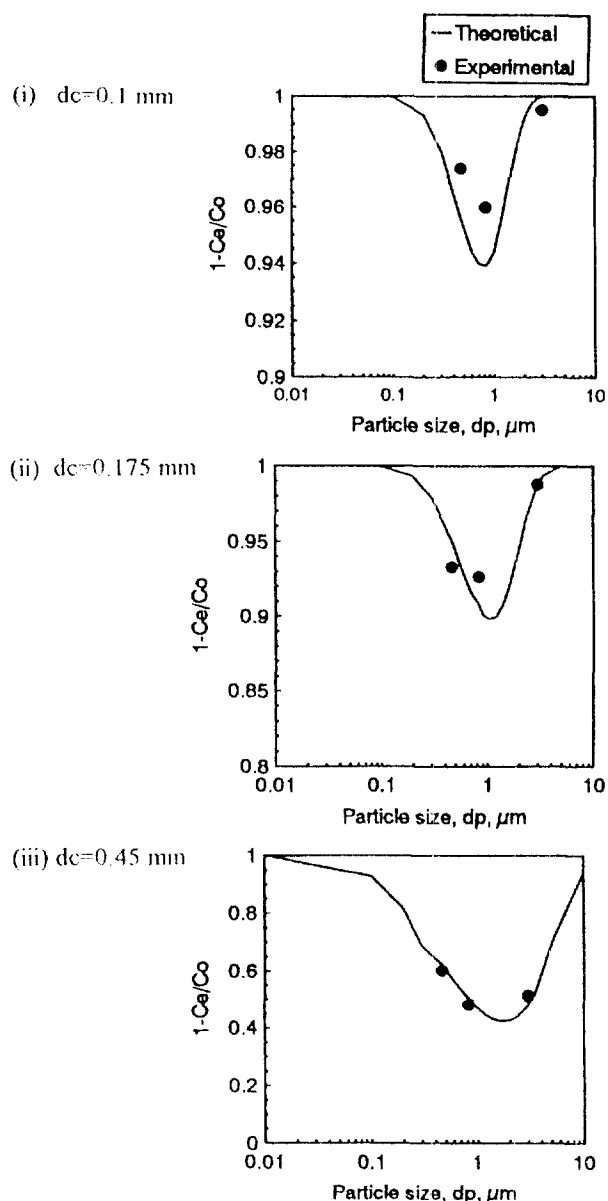 — Theoretical
● Experimental
(i) dc=0.1 mm
1
0.98
0.96
0.94
0.92
0.9
1-Ce/Co
0.01 0.1 1 10
Particle size, dp, µm
(ii) dc=0.175 mm
1
0.95
0.9
0.85
0.8
1-Ce/Co
0.01 0.1 1 10
Particle size, dp, µm
(iii) dc=0.45 mm
1
0.8
0.6
0.4
0.2
0
1-Ce/Co
0.01 0.1 1 10
Particle size, dp, µm